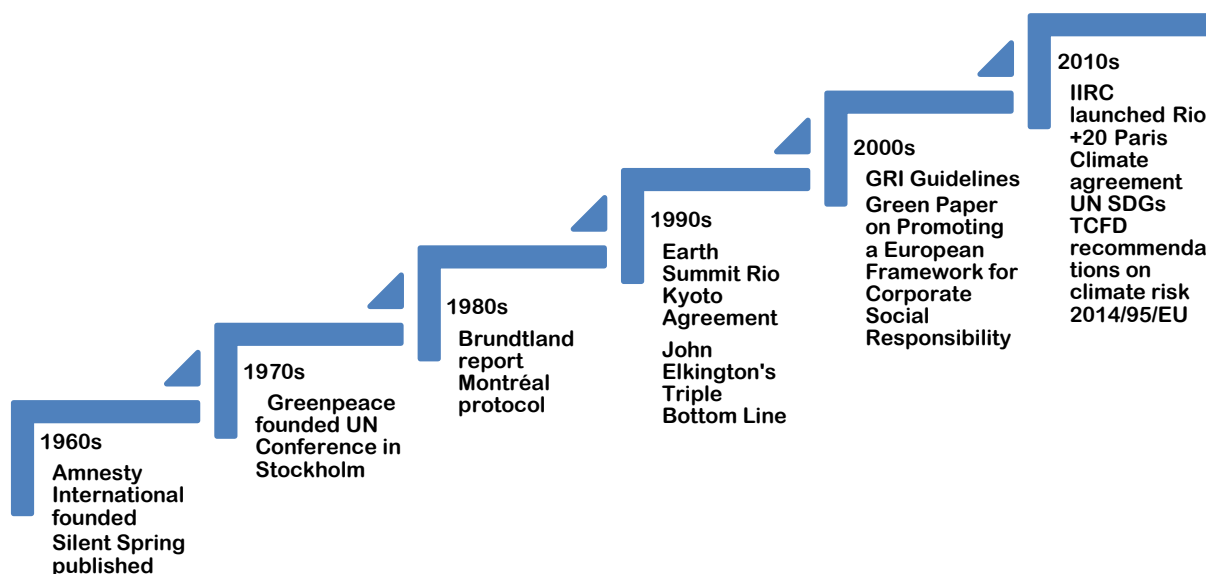 1960s
Amnesty
International
founded
Silent Spring
published
1970s
Greenpeace
founded UN
Conference in
Stockholm
1980s
Brundtland
report
Montréal
protocol
1990s
Earth
Summit Rio
Kyoto
Agreement
John
Elkington's
Triple
Bottom Line
2000s
GRI Guidelines
Green Paper
on Promoting
a European
Framework for
Corporate
Social
Responsibility
2010s
IIRC
launched Rio
+20 Paris
Climate
agreement
UN SDGs
TCFD
recommenda
tions on
climate risk
2014/95/EU